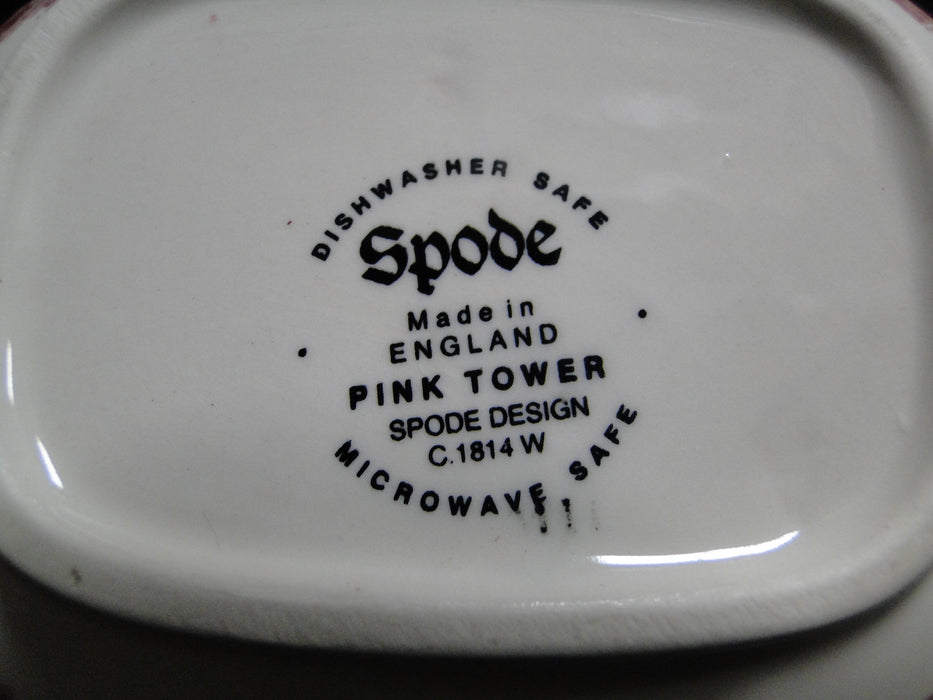 DISHWASHER SAFE
Spode
Made in
ENGLAND
PINK TOWER
SPODE DESIGN
C.1814 W
MICROWAVE SAFE